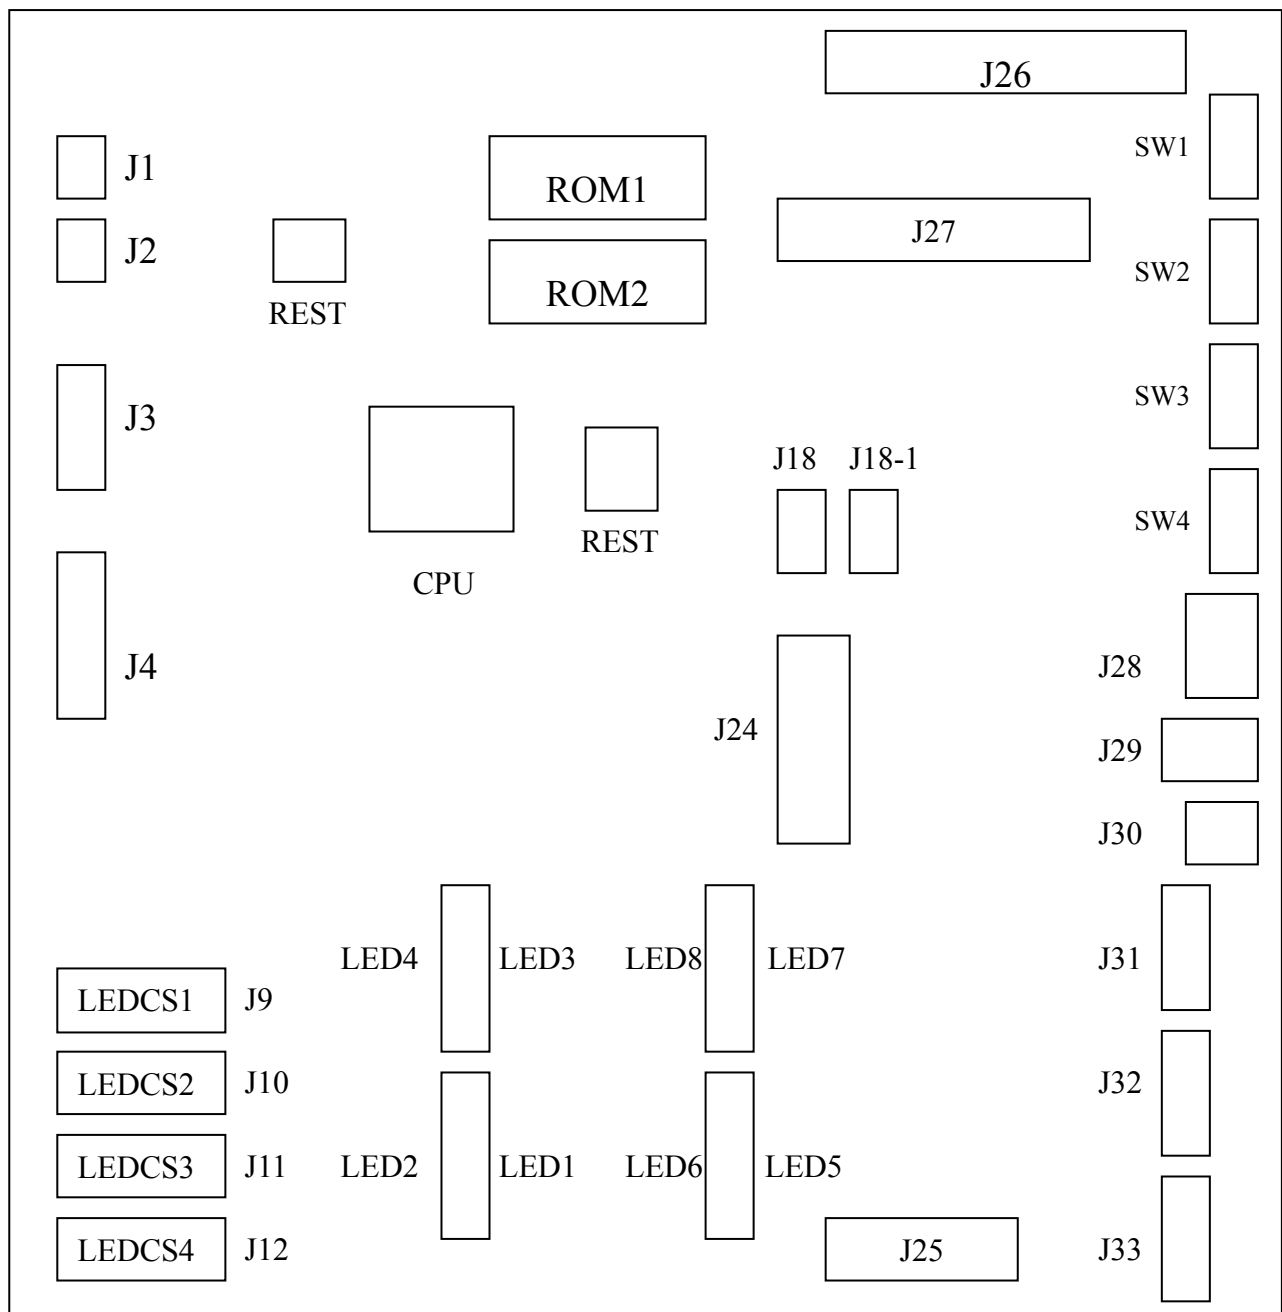 J26
SW1
J1
ROM1
J27
J2
SW2
REST
ROM2
SW3
J3
J18
J18-1
SW4
REST
CPU
J4
J28
J24
J29
J30
LED4
LED3
LED8
LED7
J31
LEDCS1
J9
LEDCS2
J10
J32
LEDCS3
J11
LED2
LED1
LED6
LED5
LEDCS4
J12
J25
J33